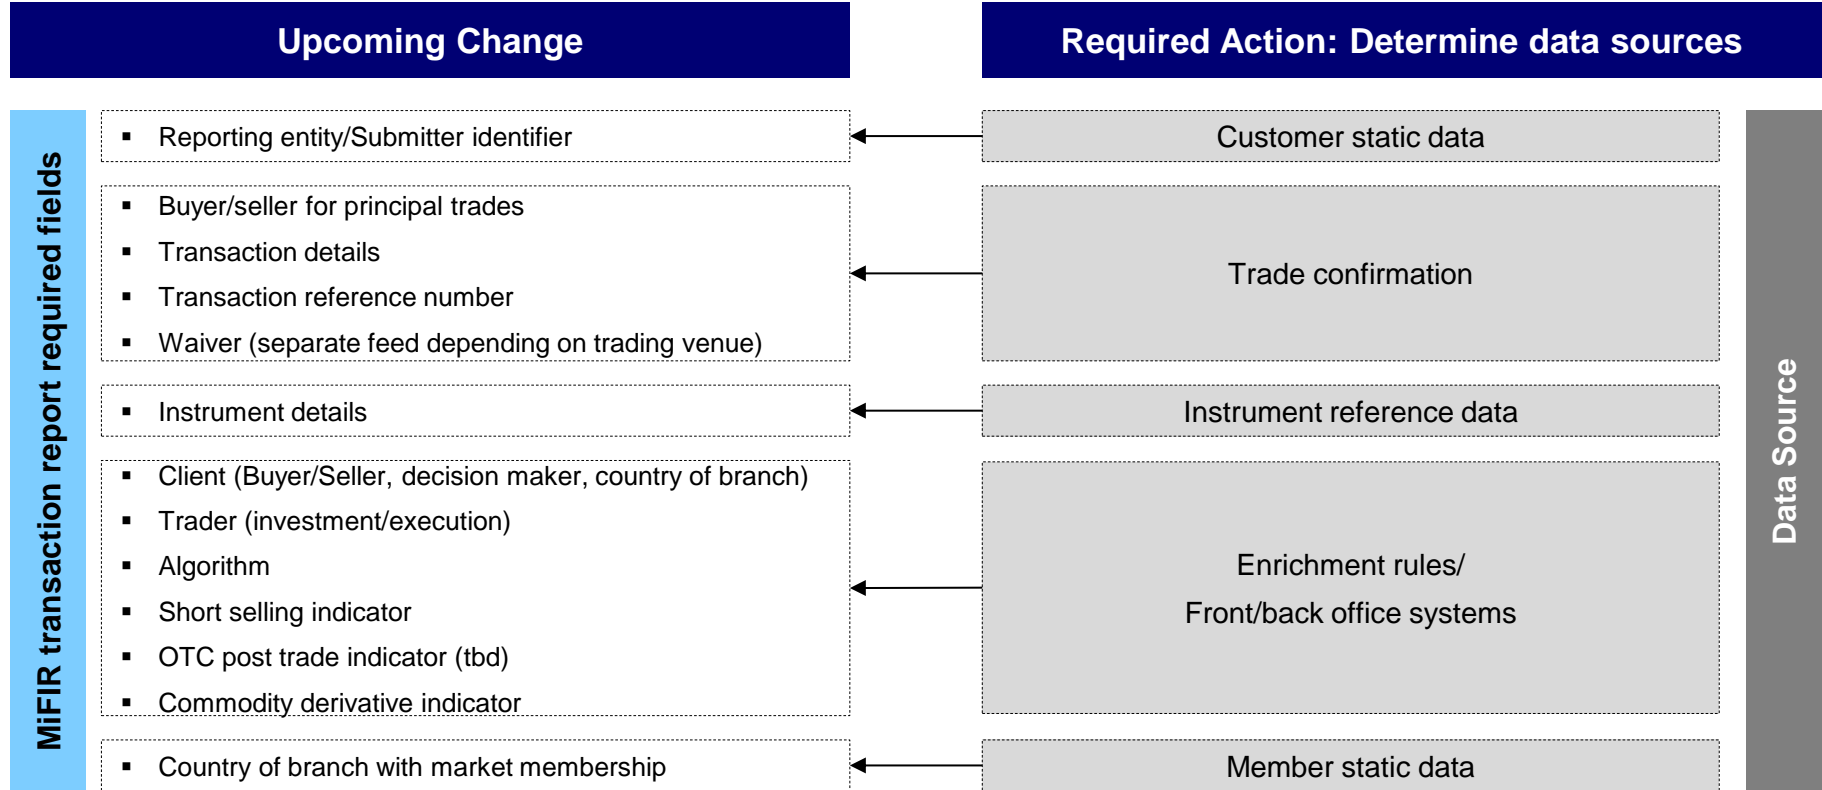 Upcoming Change
Required Action: Determine data sources
MiFIR transaction report required fields
▪ Reporting entity/Submitter identifier
Customer static data
▪ Buyer/seller for principal trades
▪ Transaction details
▪ Transaction reference number
▪ Waiver (separate feed depending on trading venue)
Trade confirmation
▪ Instrument details
Instrument reference data
▪ Client (Buyer/Seller, decision maker, country of branch)
▪ Trader (investment/execution)
▪ Algorithm
▪ Short selling indicator
▪ OTC post trade indicator (tbd)
▪ Commodity derivative indicator
Enrichment rules/
Front/back office systems
▪ Country of branch with market membership
Member static data
Data Source